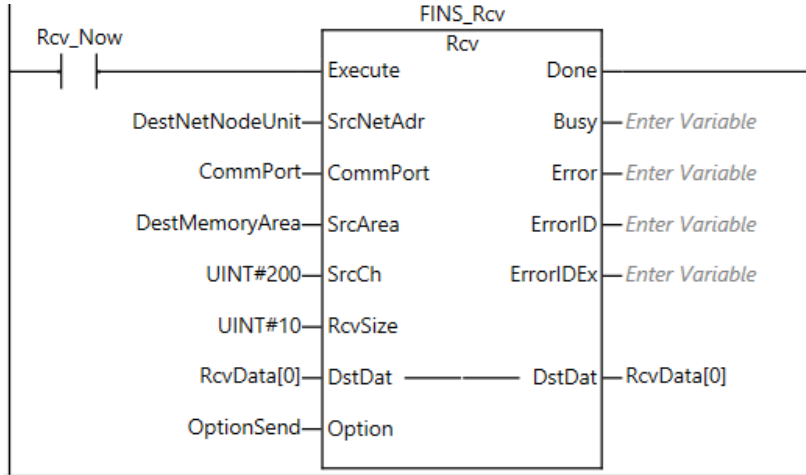 FINS_Rcv
Rcv_Now
Rcv
Execute Done
DestNetNodeUnit SrcNetAdr Busy Enter Variable
CommPort CommPort Error Enter Variable
DestMemoryArea SrcArea ErrorID Enter Variable
UINT#200 SrcCh ErrorIDEx Enter Variable
UINT#10 RcvSize
RcvData[0] DstDat DstDat RcvData[0]
OptionSend Option